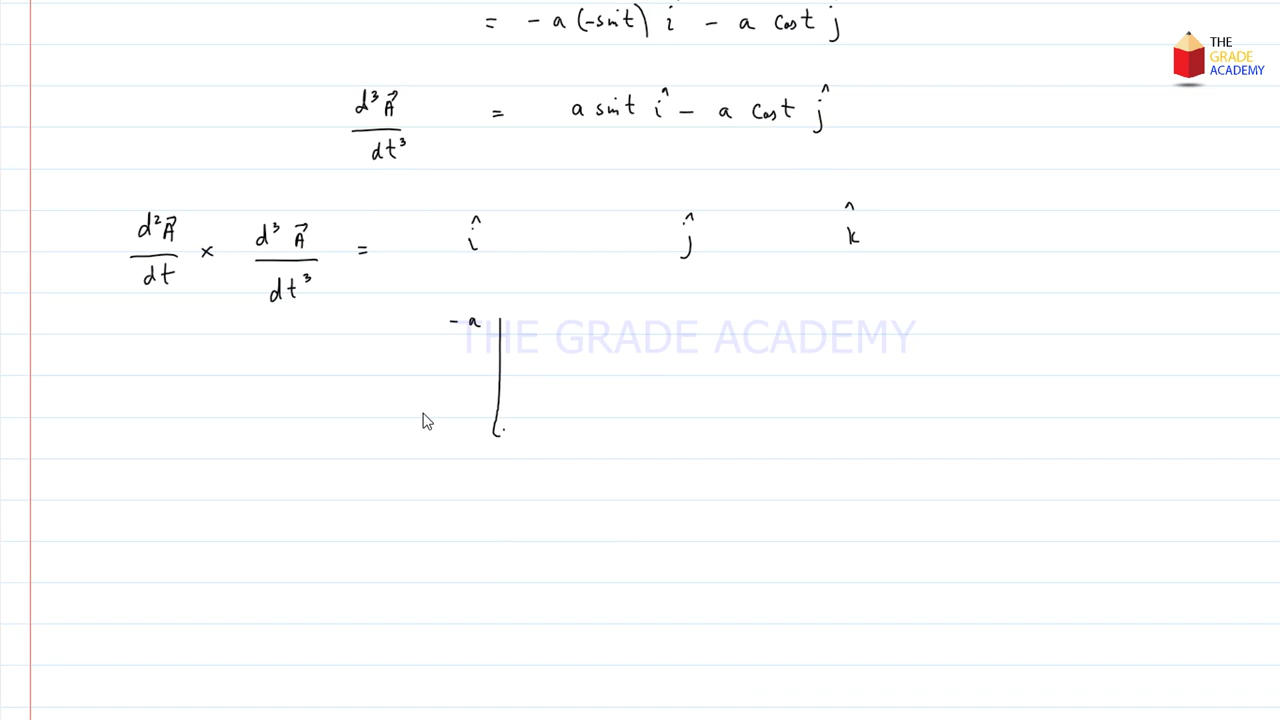 = - a (-sin t) i - a cos t j
THE GRADE ACADEMY
d³A⃗/dt³ = a sin t î - a cos t ĵ
d²A⃗/dt × d³A⃗/dt³ = î ĵ k̂
- a
THE GRADE ACADEMY